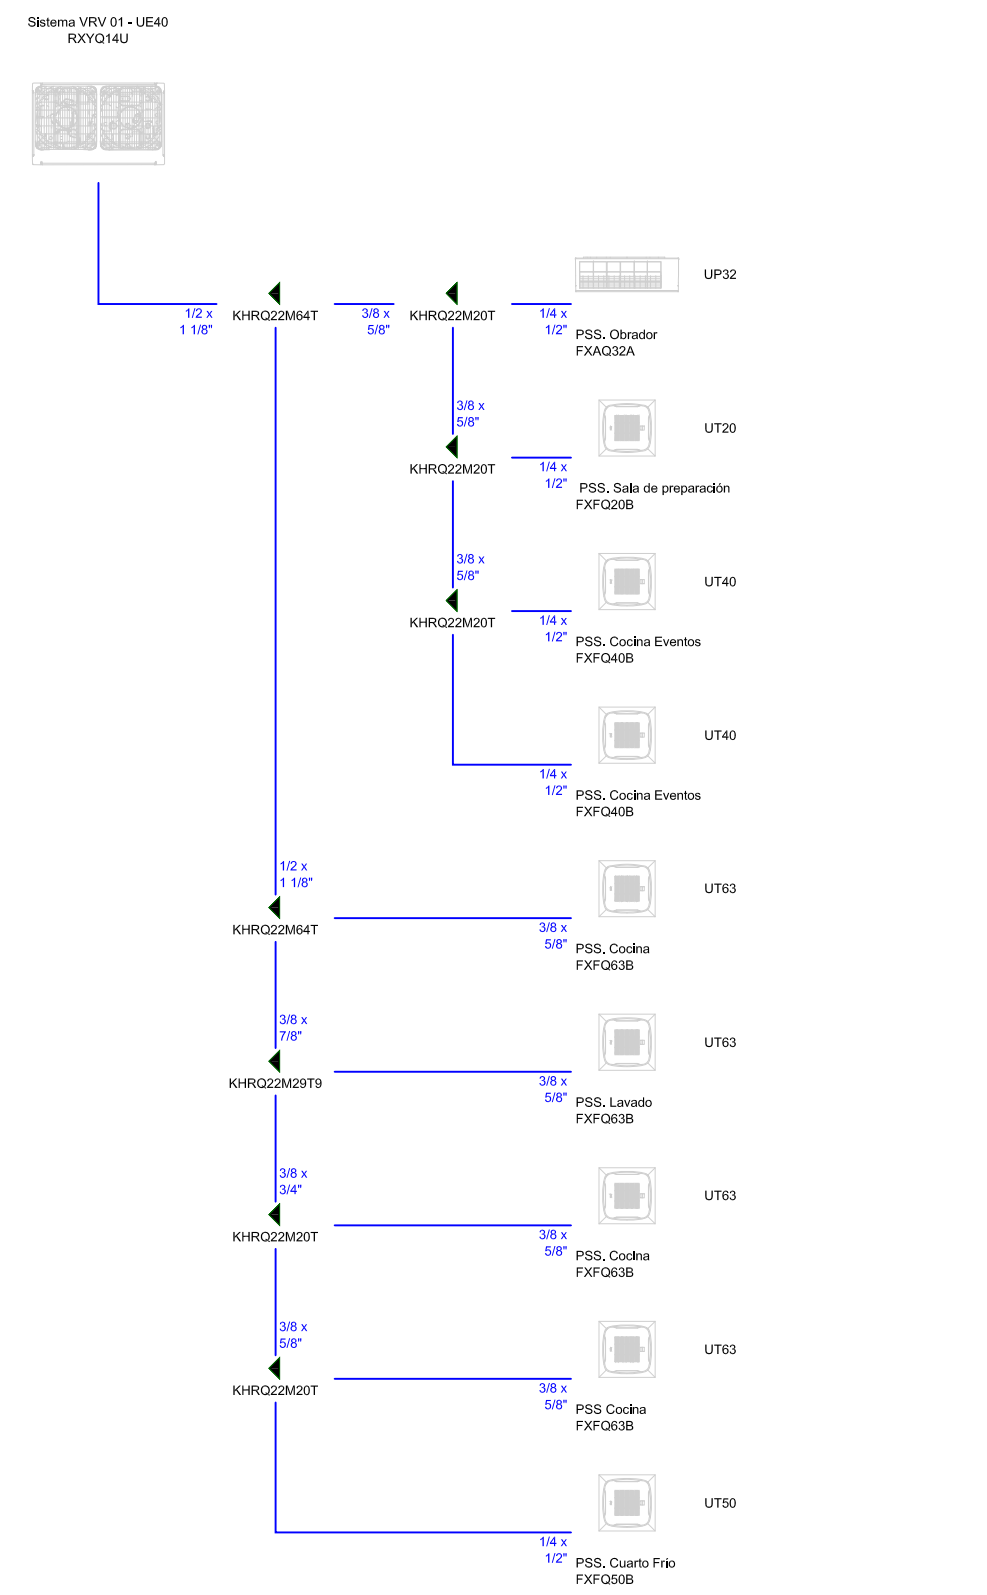 Sistema VRV 01 - UE40
RXYQ14U
UP32
1/2 x
1 1/8"
KHRQ22M64T
3/8 x
5/8"
KHRQ22M20T
1/4 x
1/2"
PSS. Obrador
FXAQ32A
3/8 x
5/8"
UT20
KHRQ22M20T
1/4 x
1/2"
PSS. Sala de preparación
FXFQ20B
3/8 x
5/8"
UT40
KHRQ22M20T
1/4 x
1/2"
PSS. Cocina Eventos
FXFQ40B
UT40
1/4 x
1/2"
PSS. Cocina Eventos
FXFQ40B
1/2 x
1 1/8"
UT63
KHRQ22M64T
3/8 x
5/8"
PSS. Cocina
FXFQ63B
3/8 x
7/8"
UT63
KHRQ22M29T9
3/8 x
5/8"
PSS. Lavado
FXFQ63B
3/8 x
3/4"
UT63
KHRQ22M20T
3/8 x
5/8"
PSS. Cocina
FXFQ63B
3/8 x
5/8"
UT63
KHRQ22M20T
3/8 x
5/8"
PSS Cocina
FXFQ63B
UT50
1/4 x
1/2"
PSS. Cuarto Frio
FXFQ50B